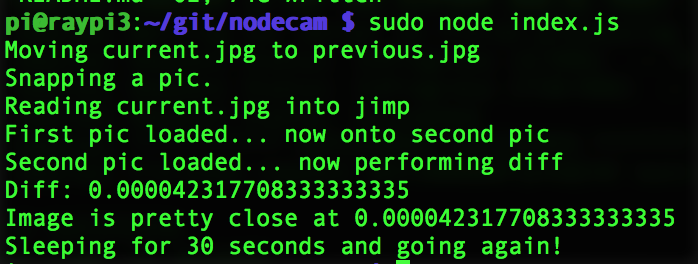 pi@raypi3:~/git/nodecam $ sudo node index.js
Moving current.jpg to previous.jpg
Snapping a pic.
Reading current.jpg into jimp
First pic loaded... now onto second pic
Second pic loaded... now performing diff
Diff: 0.000042317708333333335
Image is pretty close at 0.000042317708333333335
Sleeping for 30 seconds and going again!